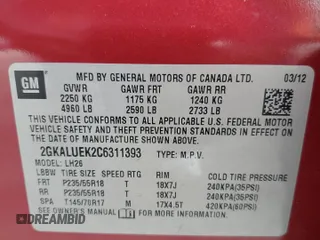 GM
MFD BY GENERAL MOTORS OF CANADA LTD. 03/12
GVWR GAWR FRT GAWR RR
2250 KG 1175 KG 1240 KG
4960 LB 2590 LB 2733 LB
THIS VEHICLE CONFORMS TO ALL APPLICABLE U.S. FEDERAL MOTOR
VEHICLE SAFETY STANDARDS IN EFFECT ON THE
DATE OF MANUFACTURE SHOWN ABOVE.
2GKALUEK2C6311393 TYPE: M.P.V.
LBBW LH26
TIRE SIZE SPEED RTG RIM COLD TIRE PRESSURE
FRT P235/55R18 T 18X7J 240KPA(35PSI)
RR P235/55R18 T 18X7J 240KPA(35PSI)
SPA T145/70R17 M 17X4.5T 420KPA(60PSI)
SEE OWNER'S MANUAL
DREAMBID